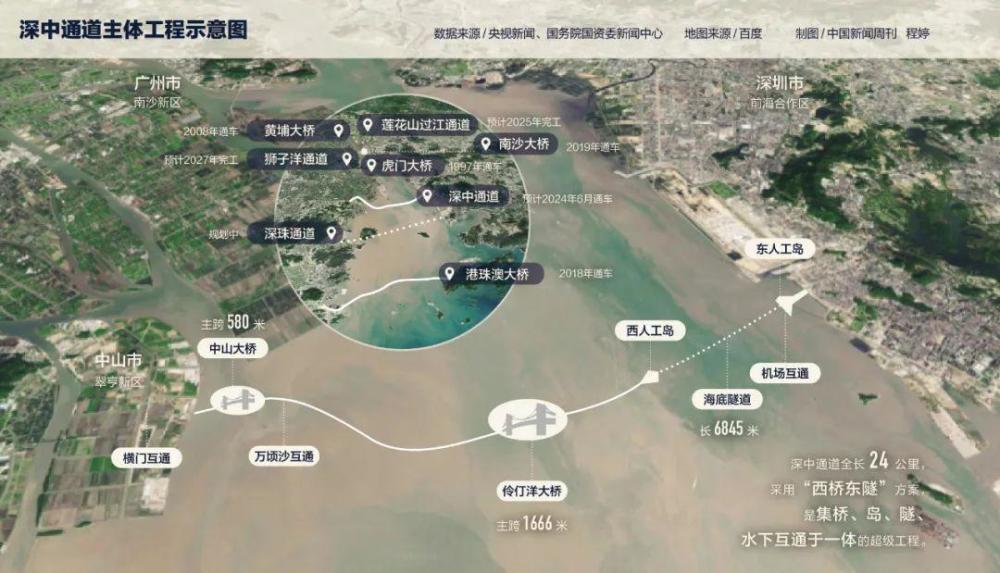 深中通道主体工程示意图
数据来源/央视新闻、国务院国资委新闻中心 地图来源/百度 制图/中国新闻周刊 程婷
广州市
南沙新区
深圳市
前海合作区
2008年通车 黄埔大桥
莲花山过江通道 预计2025年完工
南沙大桥 2019年通车
预计2027年完工 狮子洋通道
虎门大桥 1997年通车
深中通道 预计2024年6月通车
规划中 深珠通道
港珠澳大桥 2018年通车
东人工岛
西人工岛
主跨 580 米
中山大桥
中山市
翠亨新区
机场互通
海底隧道
长 6845 米
横门互通
万顷沙互通
伶仃洋大桥
主跨 1666 米
深中通道全长 24 公里，
采用“西桥东隧”方案，
是集桥、岛、隧、
水下互通于一体的超级工程。